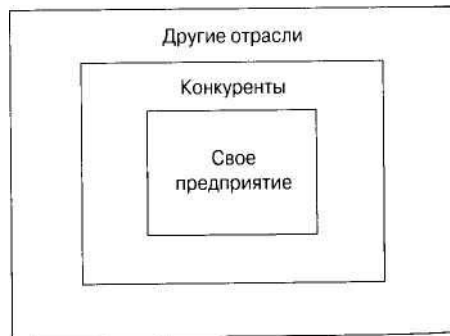 Другие отрасли
Конкуренты
Свое
предприятие